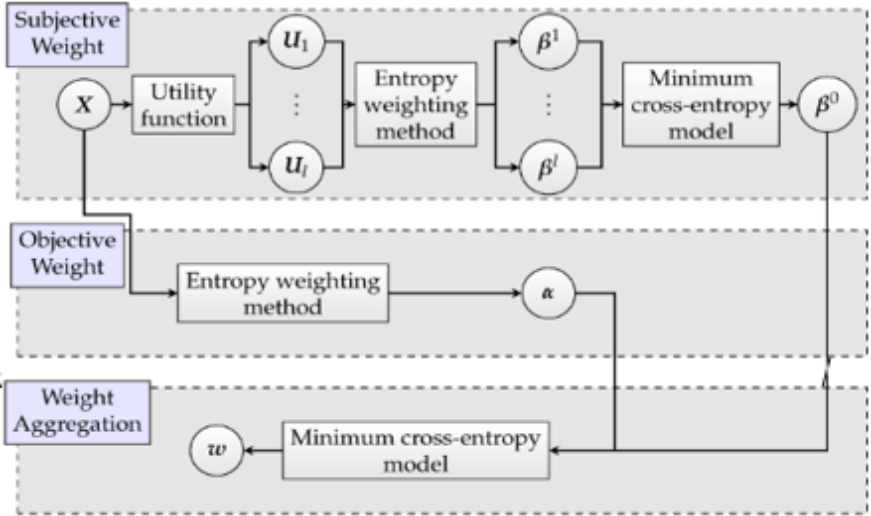 Subjective
Weight
X
Utility
function
U₁
⋮
Uₗ
Entropy
weighting
method
β¹
⋮
βˡ
Minimum
cross-entropy
model
β⁰
Objective
Weight
Entropy weighting
method
α
Weight
Aggregation
w
Minimum cross-entropy
model